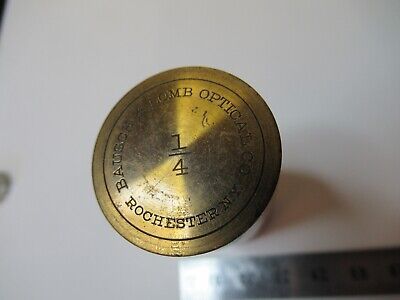 BAUSCH & LOMB OPTICAL CO.
1/4
ROCHESTER N.Y.